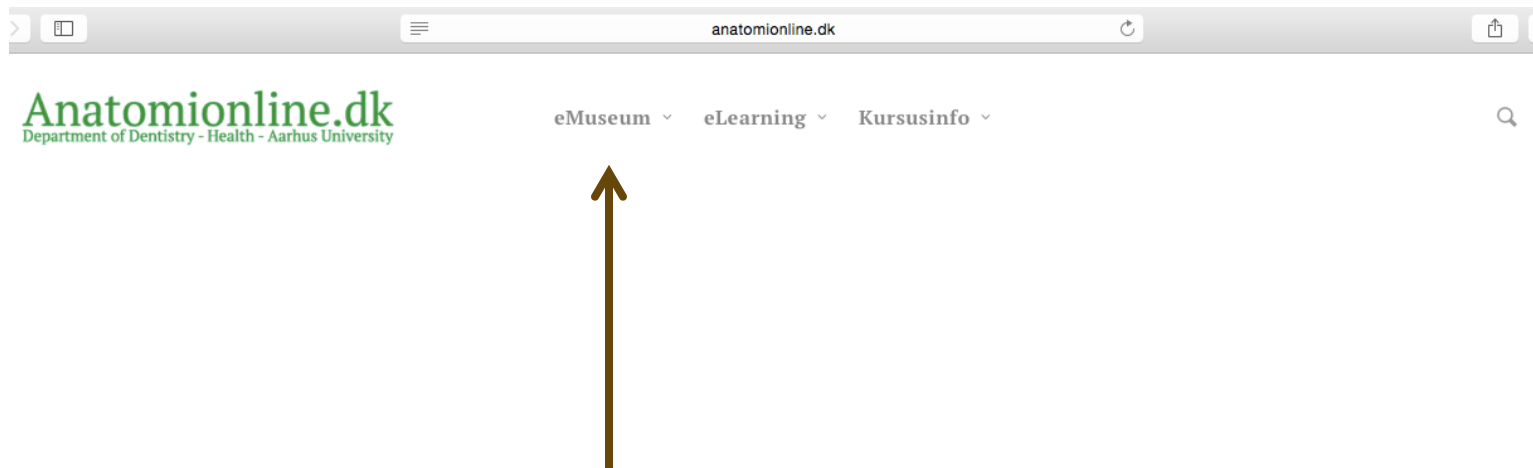 anatomionline.dk
Anatomionline.dk
Department of Dentistry - Health - Aarhus University
eMuseum eLearning Kursusinfo